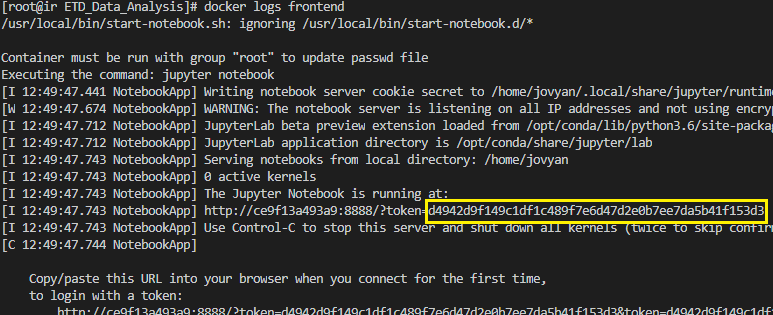 [root@ir ETD_Data_Analysis]# docker logs frontend
/usr/local/bin/start-notebook.sh: ignoring /usr/local/bin/start-notebook.d/*
Container must be run with group "root" to update passwd file
Executing the command: jupyter notebook
[I 12:49:47.441 NotebookApp] Writing notebook server cookie secret to /home/jovyan/.local/share/jupyter/runtime
[W 12:49:47.674 NotebookApp] WARNING: The notebook server is listening on all IP addresses and not using encryp
[I 12:49:47.712 NotebookApp] JupyterLab beta preview extension loaded from /opt/conda/lib/python3.6/site-packag
[I 12:49:47.712 NotebookApp] JupyterLab application directory is /opt/conda/share/jupyter/lab
[I 12:49:47.743 NotebookApp] Serving notebooks from local directory: /home/jovyan
[I 12:49:47.743 NotebookApp] 0 active kernels
[I 12:49:47.743 NotebookApp] The Jupyter Notebook is running at:
[I 12:49:47.743 NotebookApp] http://ce9f13a493a9:8888/?token=d4942d9f149c1df1c489f7e6d47d2e0b7ee7da5b41f153d3
[I 12:49:47.743 NotebookApp] Use Control-C to stop this server and shut down all kernels (twice to skip confir
[C 12:49:47.744 NotebookApp]
Copy/paste this URL into your browser when you connect for the first time,
to login with a token:
http://ce9f13a493a9:8888/?token=d4942d9f149c1df1c489f7e6d47d2e0b7ee7da5b41f153d3&token=d4942d9f149c1df